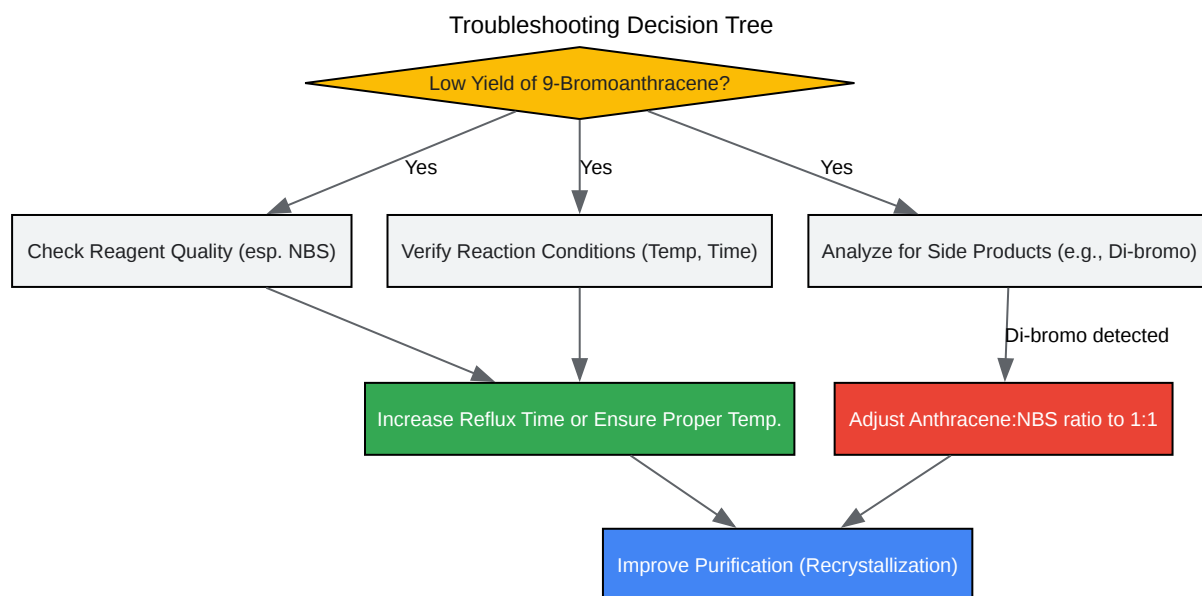 Troubleshooting Decision Tree
Low Yield of 9-Bromoanthracene?
Yes
Yes
Yes
Check Reagent Quality (esp. NBS)
Verify Reaction Conditions (Temp, Time)
Analyze for Side Products (e.g., Di-bromo)
Di-bromo detected
Increase Reflux Time or Ensure Proper Temp.
Adjust Anthracene:NBS ratio to 1:1
Improve Purification (Recrystallization)